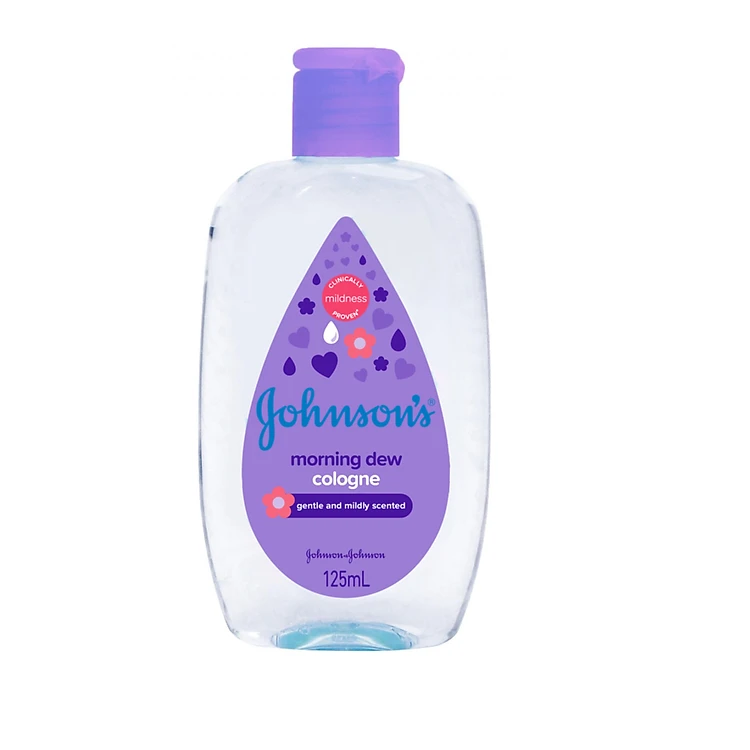 CLINICALLY
mildness
PROVEN*
Johnson's®
morning dew
cologne
gentle and mildly scented
Johnson&Johnson
125mL